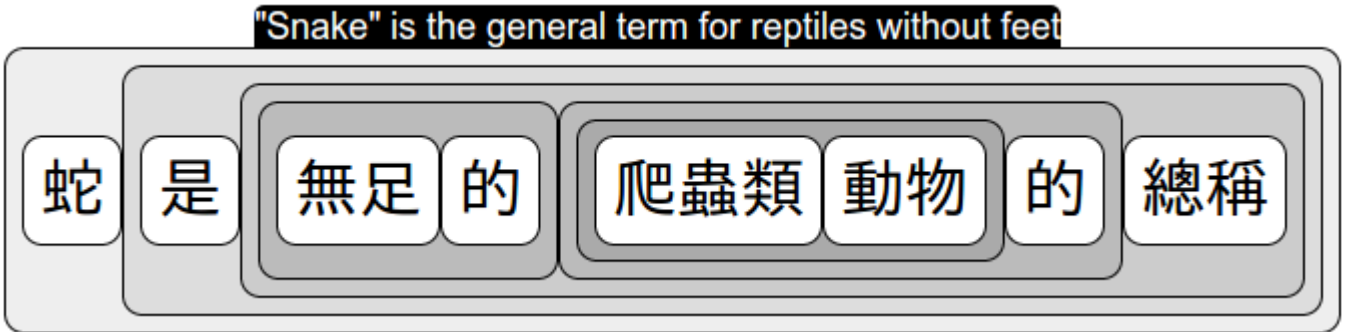 "Snake" is the general term for reptiles without feet
蛇 是 無足 的 爬蟲類 動物 的 總稱